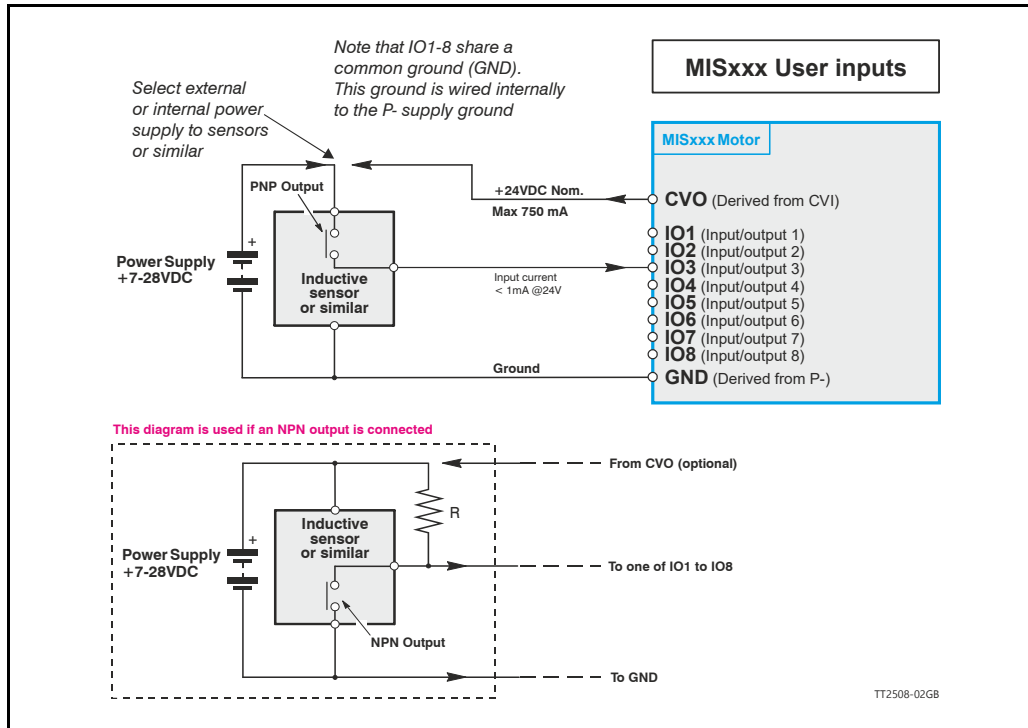 Note that IO1-8 share a
common ground (GND).
This ground is wired internally
to the P- supply ground
MISxxx User inputs
Select external
or internal power
supply to sensors
or similar
MISxxx Motor
PNP Output
+24VDC Nom.
Max 750 mA
CVO (Derived from CVI)
IO1 (Input/output 1)
IO2 (Input/output 2)
IO3 (Input/output 3)
IO4 (Input/output 4)
IO5 (Input/output 5)
IO6 (Input/output 6)
IO7 (Input/output 7)
IO8 (Input/output 8)
GND (Derived from P-)
+
Power Supply
+7-28VDC
Inductive
sensor
or similar
Input current
< 1mA @24V
Ground
This diagram is used if an NPN output is connected
From CVO (optional)
R
Inductive
sensor
or similar
+
Power Supply
+7-28VDC
To one of IO1 to IO8
NPN Output
To GND
TT2508-02GB